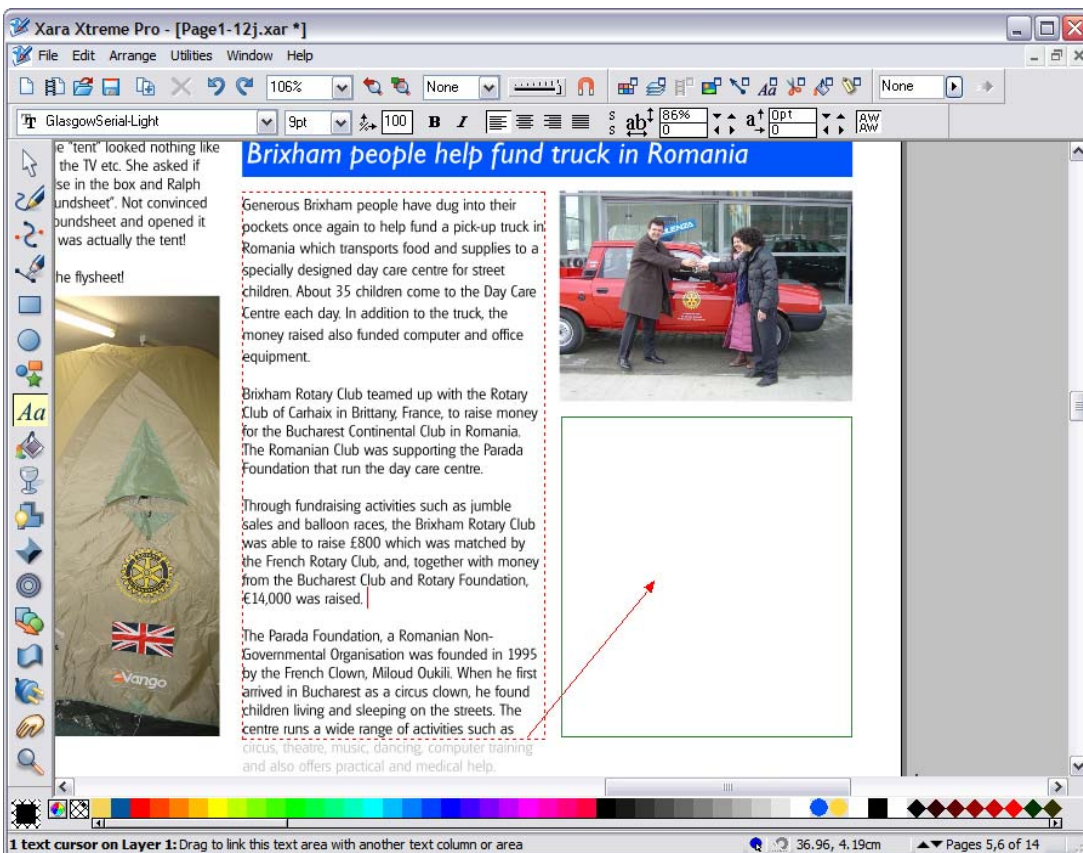 Xara Xtreme Pro - [Page1-12j.xar *]
File Edit Arrange Utilities Window Help
106% None None
GlasgowSerial-Light 9pt 100 B I S S ab 86% 0 a 0pt 0 AW AW
e "tent" looked nothing like
the TV etc. She asked if
se in the box and Ralph
undsheet". Not convinced
oundsheet and opened it
was actually the tent!
he flysheet!
Vango
Brixham people help fund truck in Romania
Generous Brixham people have dug into their
pockets once again to help fund a pick-up truck in
Romania which transports food and supplies to a
specially designed day care centre for street
children. About 35 children come to the Day Care
Centre each day. In addition to the truck, the
money raised also funded computer and office
equipment.
Brixham Rotary Club teamed up with the Rotary
Club of Carhaix in Brittany, France, to raise money
for the Bucharest Continental Club in Romania.
The Romanian Club was supporting the Parada
Foundation that run the day care centre.
Through fundraising activities such as jumble
sales and balloon races, the Brixham Rotary Club
was able to raise £800 which was matched by
the French Rotary Club, and, together with money
from the Bucharest Club and Rotary Foundation,
€14,000 was raised.
The Parada Foundation, a Romanian Non-
Governmental Organisation was founded in 1995
by the French Clown, Miloud Oukili. When he first
arrived in Bucharest as a circus clown, he found
children living and sleeping on the streets. The
centre runs a wide range of activities such as
circus, theatre, music, dancing, computer training
and also offers practical and medical help.
Aa
1 text cursor on Layer 1: Drag to link this text area with another text column or area 36.96, 4.19cm Pages 5,6 of 14